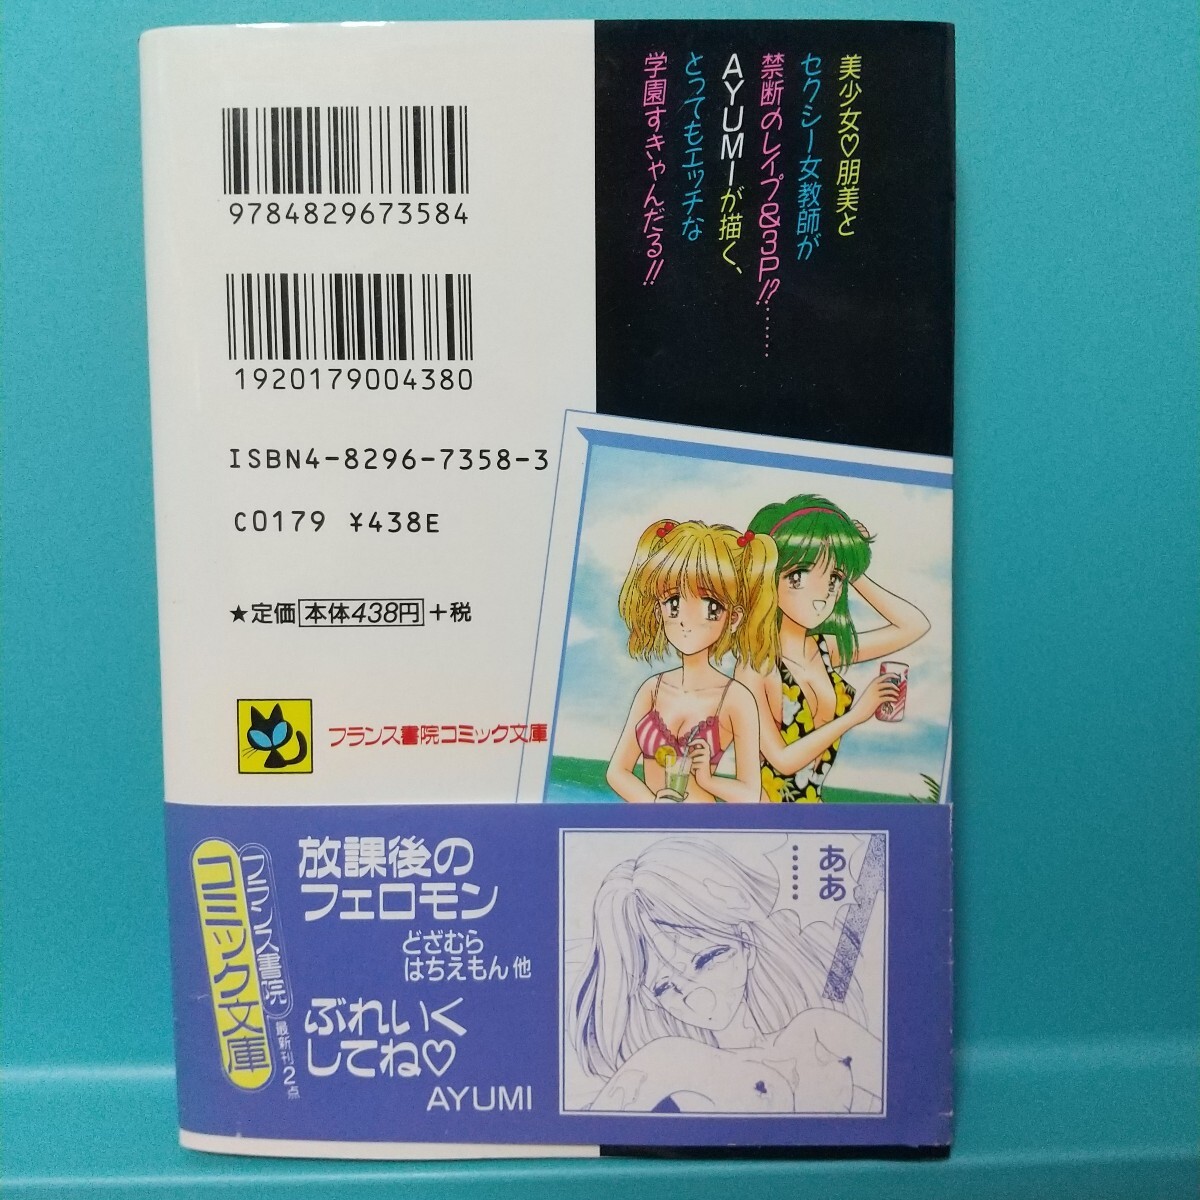 美少女♡朋美と
セクシー女教師が
禁断のレイプ&3P!?……
AYUMIが描く、
とってもエッチな
学園すきゃんだる!!
9784829673584
1920179004380
ISBN4-8296-7358-3
C0179 ¥438E
★定価 本体438円 +税
フランス書院コミック文庫
フランス書院
コミック文庫
最新刊2点
放課後の
フェロモン
どざむら
はちえもん 他
ぶれいく
してね♡
AYUMI
ああ
……